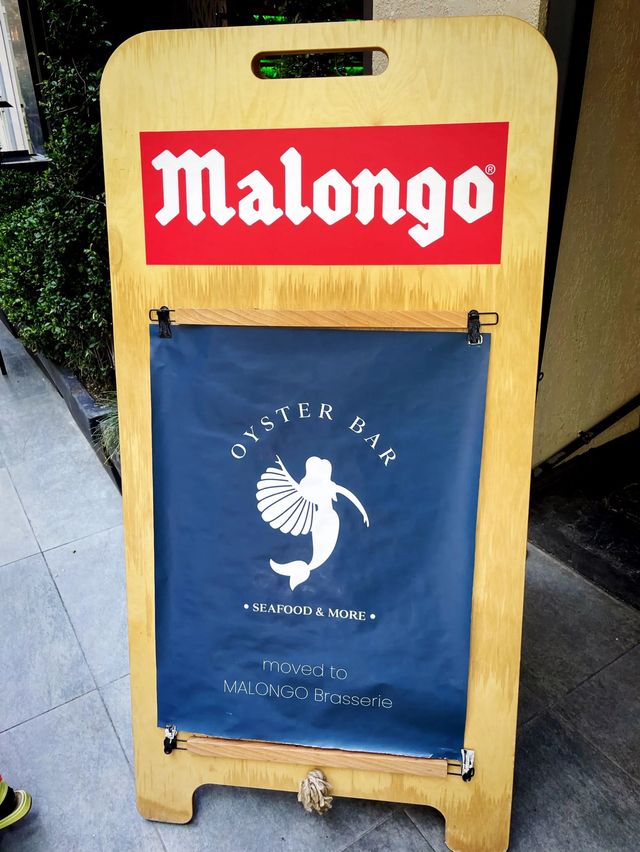 Malongo®
OYSTER BAR
• SEAFOOD & MORE •
moved to
MALONGO Brasserie